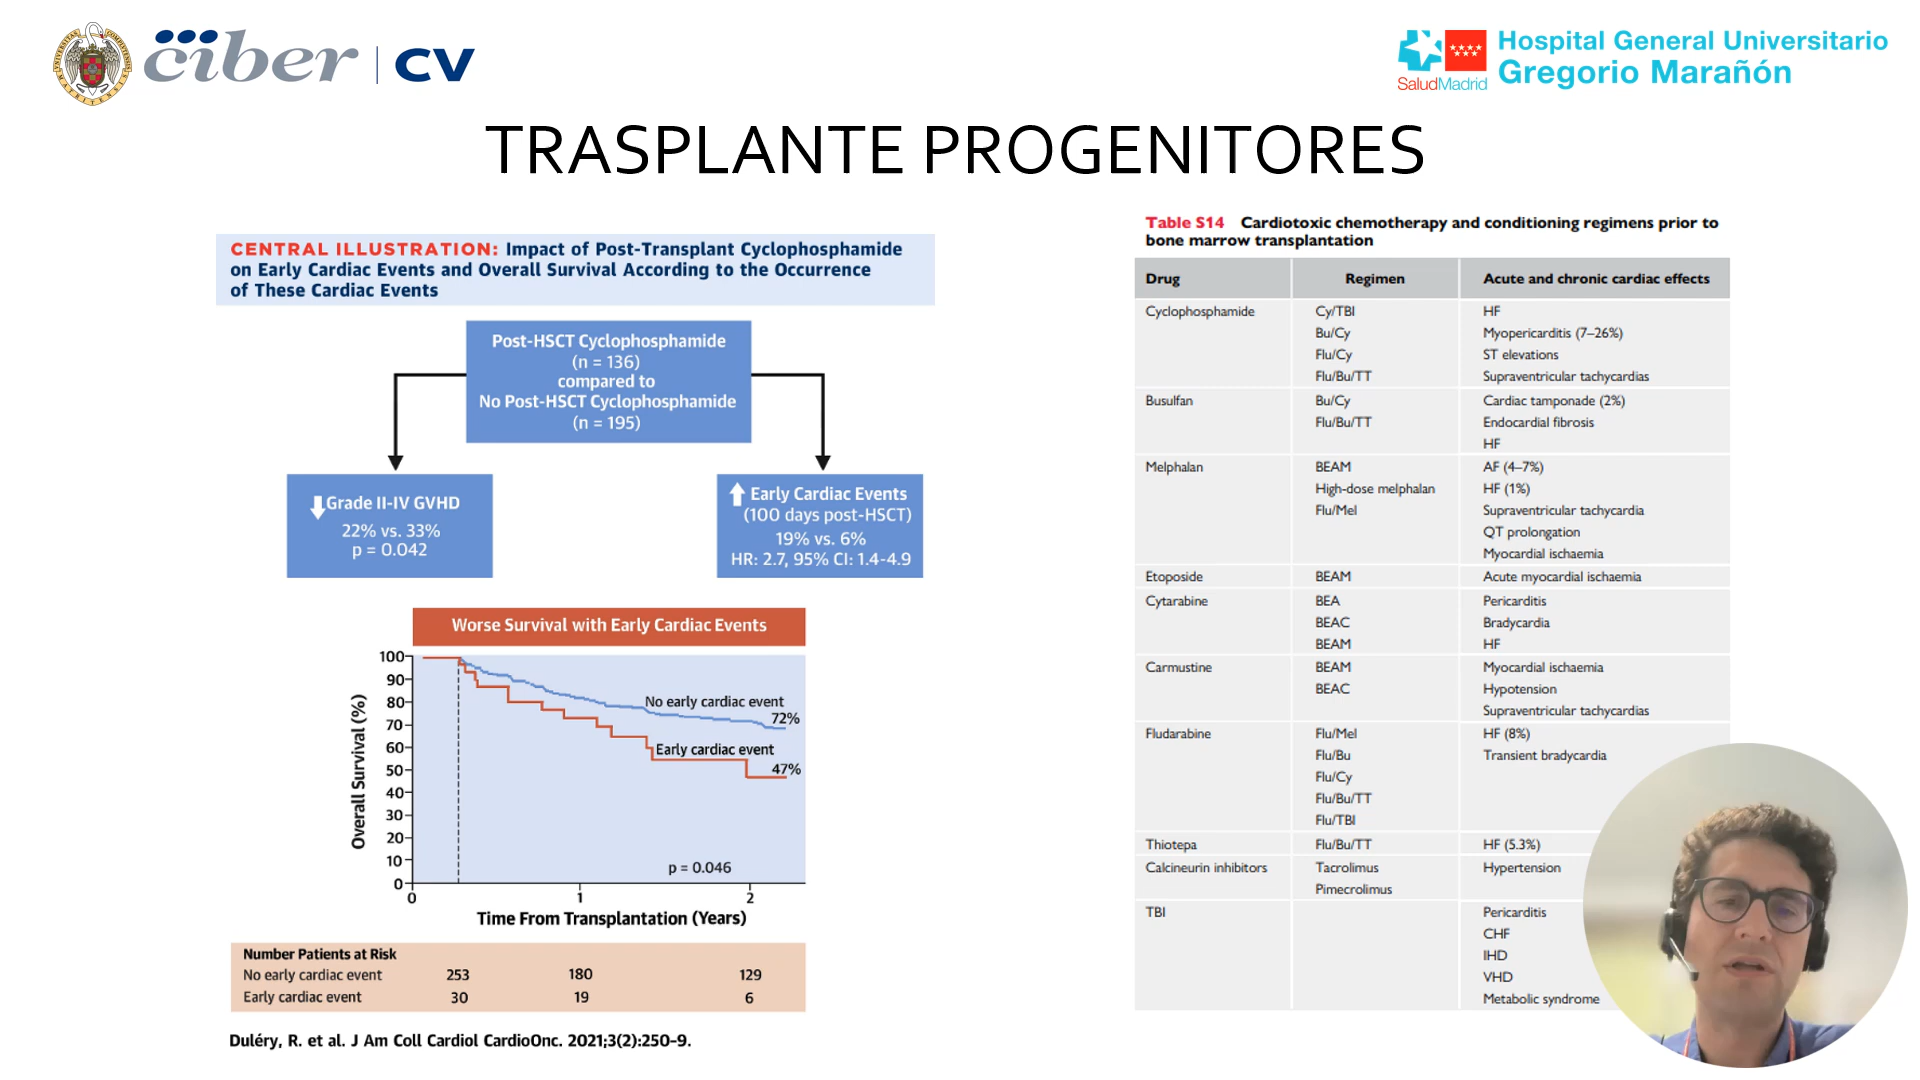 ciber | CV
SaludMadrid
Hospital General Universitario
Gregorio Marañón
TRASPLANTE PROGENITORES
CENTRAL ILLUSTRATION: Impact of Post-Transplant Cyclophosphamide
on Early Cardiac Events and Overall Survival According to the Occurrence
of These Cardiac Events
Post-HSCT Cyclophosphamide
(n = 136)
compared to
No Post-HSCT Cyclophosphamide
(n = 195)
Grade II-IV GVHD
22% vs. 33%
p = 0.042
Early Cardiac Events
(100 days post-HSCT)
19% vs. 6%
HR: 2.7, 95% CI: 1.4-4.9
Worse Survival with Early Cardiac Events
Overall Survival (%)
100
90
80
70
60
50
40
30
20
10
0
No early cardiac event
72%
Early cardiac event
47%
p = 0.046
0 1 2
Time From Transplantation (Years)
Number Patients at Risk
No early cardiac event 253 180 129
Early cardiac event 30 19 6
Duléry, R. et al. J Am Coll Cardiol CardioOnc. 2021;3(2):250-9.
Table S14 Cardiotoxic chemotherapy and conditioning regimens prior to
bone marrow transplantation
Drug Regimen Acute and chronic cardiac effects
Cyclophosphamide Cy/TBI HF
Bu/Cy Myopericarditis (7–26%)
Flu/Cy ST elevations
Flu/Bu/TT Supraventricular tachycardias
Busulfan Bu/Cy Cardiac tamponade (2%)
Flu/Bu/TT Endocardial fibrosis
HF
Melphalan BEAM AF (4–7%)
High-dose melphalan HF (1%)
Flu/Mel Supraventricular tachycardia
QT prolongation
Myocardial ischaemia
Etoposide BEAM Acute myocardial ischaemia
Cytarabine BEA Pericarditis
BEAC Bradycardia
BEAM HF
Carmustine BEAM Myocardial ischaemia
BEAC Hypotension
Supraventricular tachycardias
Fludarabine Flu/Mel HF (8%)
Flu/Bu Transient bradycardia
Flu/Cy
Flu/Bu/TT
Flu/TBI
Thiotepa Flu/Bu/TT HF (5.3%)
Calcineurin inhibitors Tacrolimus Hypertension
Pimecrolimus
TBI Pericarditis
CHF
IHD
VHD
Metabolic syndrome